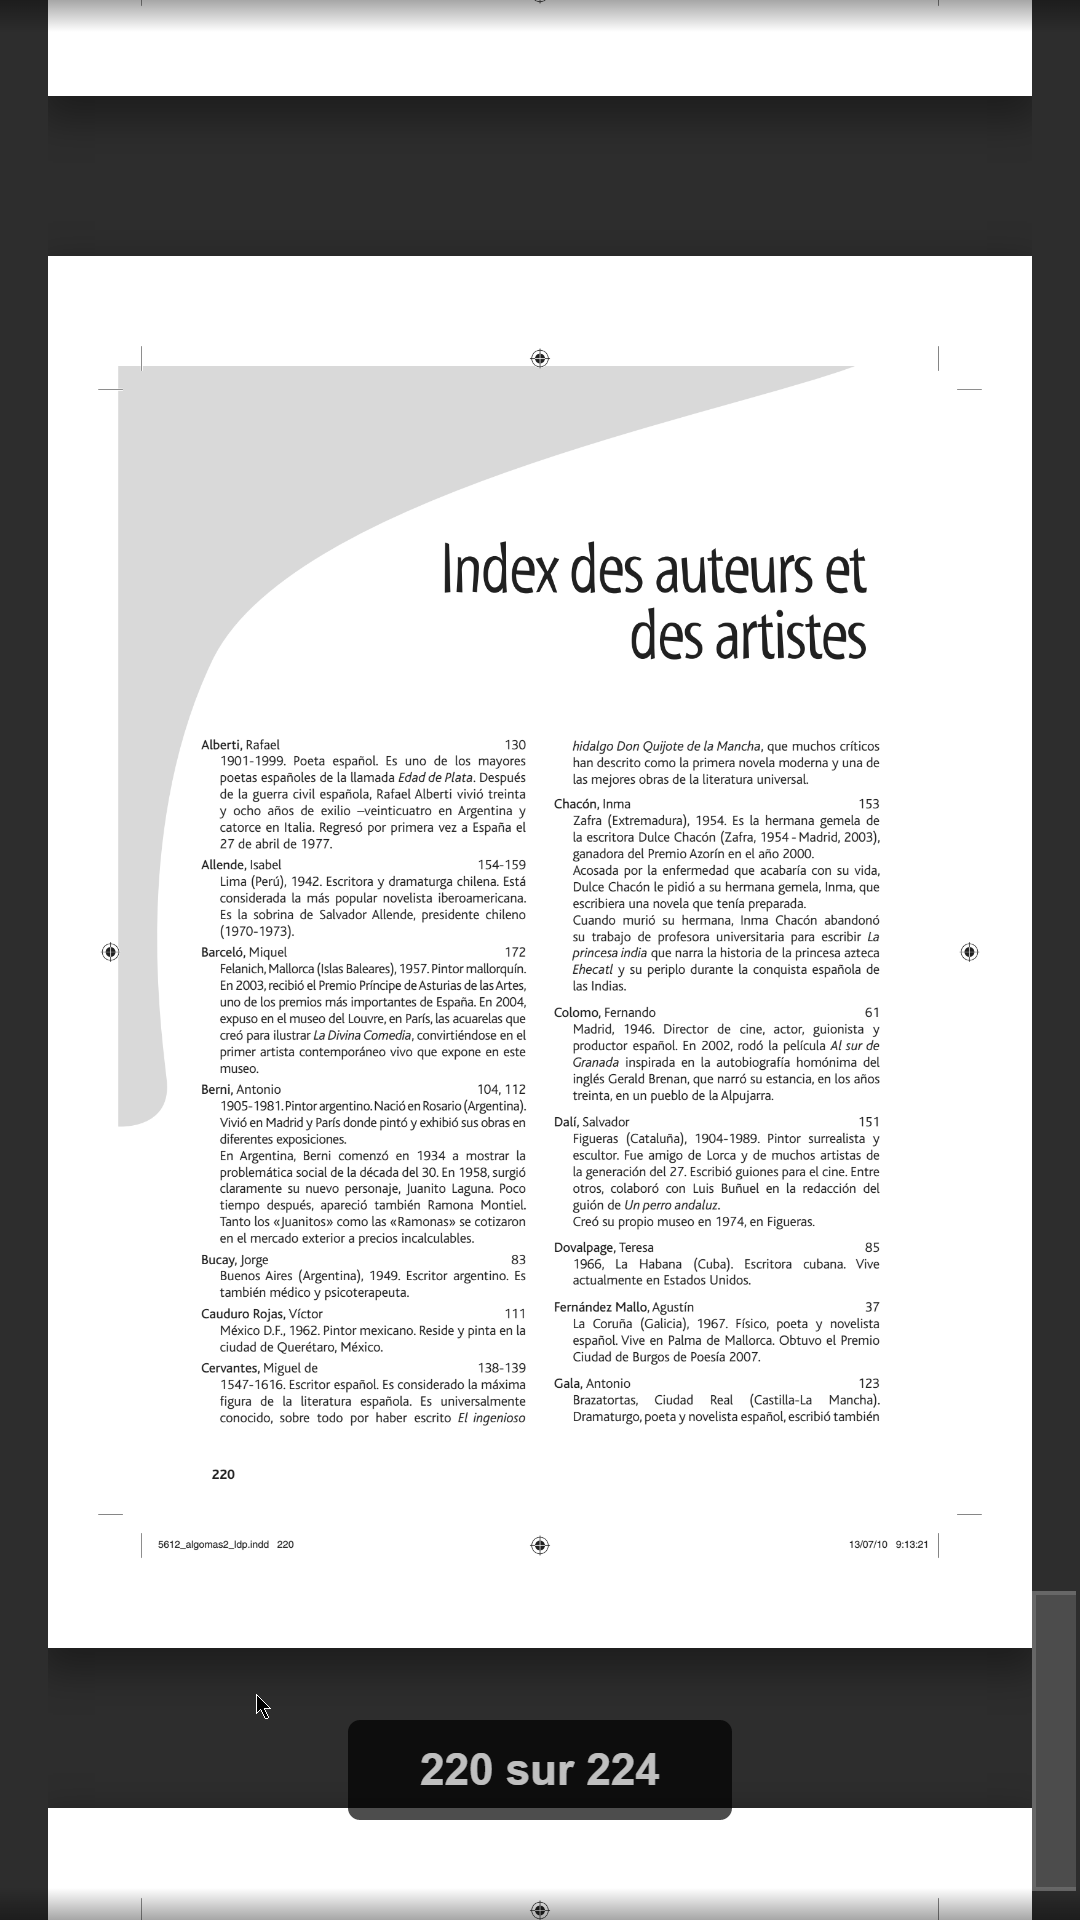 Index des auteurs et
des artistes
Alberti, Rafael 130
1901-1999. Poeta español. Es uno de los mayores
poetas españoles de la llamada Edad de Plata. Después
de la guerra civil española, Rafael Alberti vivió treinta
y ocho años de exilio –veinticuatro en Argentina y
catorce en Italia. Regresó por primera vez a España el
27 de abril de 1977.
Allende, Isabel 154-159
Lima (Perú), 1942. Escritora y dramaturga chilena. Está
considerada la más popular novelista iberoamericana.
Es la sobrina de Salvador Allende, presidente chileno
(1970-1973).
Barceló, Miquel 172
Felanich, Mallorca (Islas Baleares), 1957. Pintor mallorquín.
En 2003, recibió el Premio Príncipe de Asturias de las Artes,
uno de los premios más importantes de España. En 2004,
expuso en el museo del Louvre, en París, las acuarelas que
creó para ilustrar La Divina Comedia, convirtiéndose en el
primer artista contemporáneo vivo que expone en este
museo.
Berni, Antonio 104, 112
1905-1981. Pintor argentino. Nació en Rosario (Argentina).
Vivió en Madrid y París donde pintó y exhibió sus obras en
diferentes exposiciones.
En Argentina, Berni comenzó en 1934 a mostrar la
problemática social de la década del 30. En 1958, surgió
claramente su nuevo personaje, Juanito Laguna. Poco
tiempo después, apareció también Ramona Montiel.
Tanto los «Juanitos» como las «Ramonas» se cotizaron
en el mercado exterior a precios incalculables.
Bucay, Jorge 83
Buenos Aires (Argentina), 1949. Escritor argentino. Es
también médico y psicoterapeuta.
Cauduro Rojas, Víctor 111
México D.F., 1962. Pintor mexicano. Reside y pinta en la
ciudad de Querétaro, México.
Cervantes, Miguel de 138-139
1547-1616. Escritor español. Es considerado la máxima
figura de la literatura española. Es universalmente
conocido, sobre todo por haber escrito El ingenioso
hidalgo Don Quijote de la Mancha, que muchos críticos
han descrito como la primera novela moderna y una de
las mejores obras de la literatura universal.
Chacón, Inma 153
Zafra (Extremadura), 1954. Es la hermana gemela de
la escritora Dulce Chacón (Zafra, 1954 - Madrid, 2003),
ganadora del Premio Azorín en el año 2000.
Acosada por la enfermedad que acabaría con su vida,
Dulce Chacón le pidió a su hermana gemela, Inma, que
escribiera una novela que tenía preparada.
Cuando murió su hermana, Inma Chacón abandonó
su trabajo de profesora universitaria para escribir La
princesa india que narra la historia de la princesa azteca
Ehecatl y su periplo durante la conquista española de
las Indias.
Colomo, Fernando 61
Madrid, 1946. Director de cine, actor, guionista y
productor español. En 2002, rodó la película Al sur de
Granada inspirada en la autobiografía homónima del
inglés Gerald Brenan, que narró su estancia, en los años
treinta, en un pueblo de la Alpujarra.
Dalí, Salvador 151
Figueras (Cataluña), 1904-1989. Pintor surrealista y
escultor. Fue amigo de Lorca y de muchos artistas de
la generación del 27. Escribió guiones para el cine. Entre
otros, colaboró con Luis Buñuel en la redacción del
guión de Un perro andaluz.
Creó su propio museo en 1974, en Figueras.
Dovalpage, Teresa 85
1966, La Habana (Cuba). Escritora cubana. Vive
actualmente en Estados Unidos.
Fernández Mallo, Agustín 37
La Coruña (Galicia), 1967. Físico, poeta y novelista
español. Vive en Palma de Mallorca. Obtuvo el Premio
Ciudad de Burgos de Poesía 2007.
Gala, Antonio 123
Brazatortas, Ciudad Real (Castilla-La Mancha).
Dramaturgo, poeta y novelista español, escribió también
220
5612_algomas2_ldp.indd 220 13/07/10 9:13:21
220 sur 224